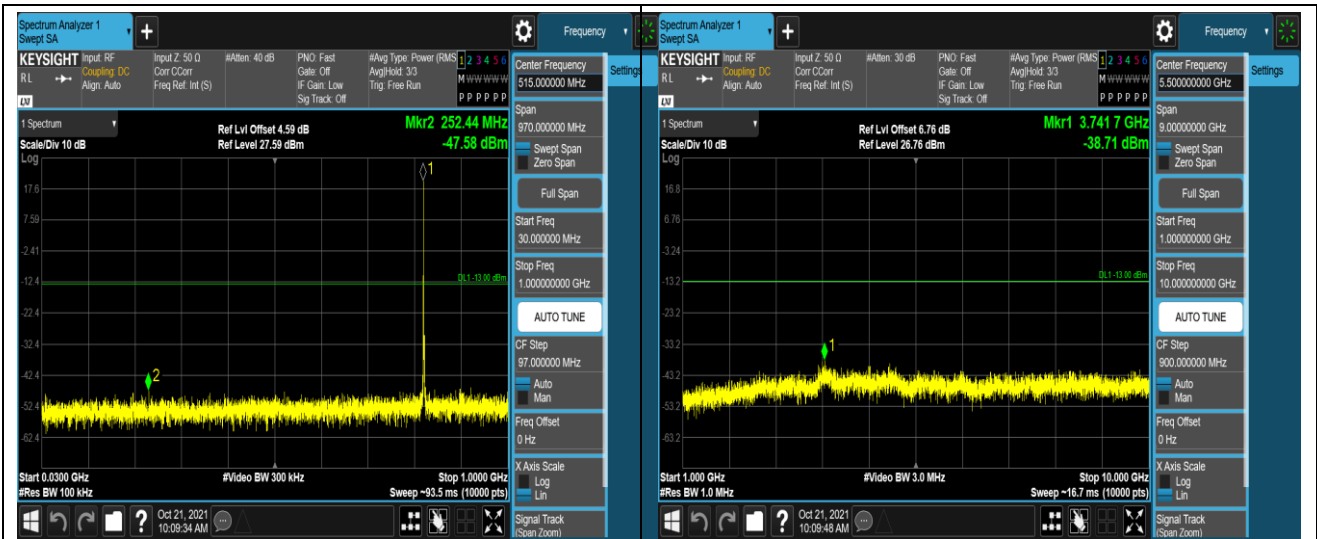 Spectrum Analyzer 1
Swept SA
+
Frequency
KEYSIGHT
RL
LXI
Input: RF
Coupling: DC
Align: Auto
Input Z: 50 Ω
Corr CCorr
Freq Ref: Int (S)
#Atten: 40 dB
PNO: Fast
Gate: Off
IF Gain: Low
Sig Track: Off
#Avg Type: Power (RMS
Avg|Hold: 3/3
Trig: Free Run
1 2 3 4 5 6
M W W W W W
P P P P P P
Center Frequency
515.000000 MHz
Settings
Span
970.000000 MHz
Swept Span
Zero Span
Full Span
Start Freq
30.000000 MHz
Stop Freq
1.000000000 GHz
AUTO TUNE
CF Step
97.000000 MHz
Auto
Man
Freq Offset
0 Hz
X Axis Scale
Log
Lin
Signal Track
(Span Zoom)
1 Spectrum
Scale/Div 10 dB
Log
Ref Lvl Offset 4.59 dB
Ref Level 27.59 dBm
Mkr2 252.44 MHz
-47.58 dBm
1
17.6
7.59
-2.41
DL1 -13.00 dBm
-12.4
-22.4
-32.4
-42.4
2
-52.4
-62.4
Start 0.0300 GHz
#Res BW 100 kHz
#Video BW 300 kHz
Stop 1.0000 GHz
Sweep ~93.5 ms (10000 pts)
?
Oct 21, 2021
10:09:34 AM
Spectrum Analyzer 1
Swept SA
+
Frequency
KEYSIGHT
RL
LXI
Input: RF
Coupling: DC
Align: Auto
Input Z: 50 Ω
Corr CCorr
Freq Ref: Int (S)
#Atten: 30 dB
PNO: Fast
Gate: Off
IF Gain: Low
Sig Track: Off
#Avg Type: Power (RMS
Avg|Hold: 3/3
Trig: Free Run
1 2 3 4 5 6
M W W W W W
P P P P P P
Center Frequency
5.500000000 GHz
Settings
Span
9.00000000 GHz
Swept Span
Zero Span
Full Span
Start Freq
1.000000000 GHz
Stop Freq
10.000000000 GHz
AUTO TUNE
CF Step
900.000000 MHz
Auto
Man
Freq Offset
0 Hz
X Axis Scale
Log
Lin
Signal Track
(Span Zoom)
1 Spectrum
Scale/Div 10 dB
Log
Ref Lvl Offset 6.76 dB
Ref Level 26.76 dBm
Mkr1 3.741 7 GHz
-38.71 dBm
16.8
6.76
-3.24
DL1 -13.00 dBm
-13.2
-23.2
-33.2
1
-43.2
-53.2
-63.2
Start 1.000 GHz
#Res BW 1.0 MHz
#Video BW 3.0 MHz
Stop 10.000 GHz
Sweep ~16.7 ms (10000 pts)
?
Oct 21, 2021
10:09:48 AM